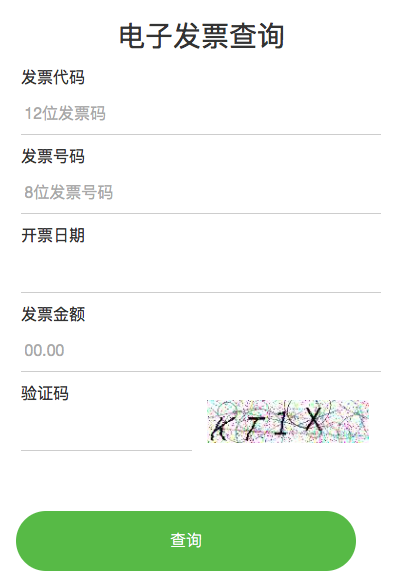 电子发票查询
发票代码
12位发票码
发票号码
8位发票号码
开票日期
发票金额
00.00
验证码
K71X
查询